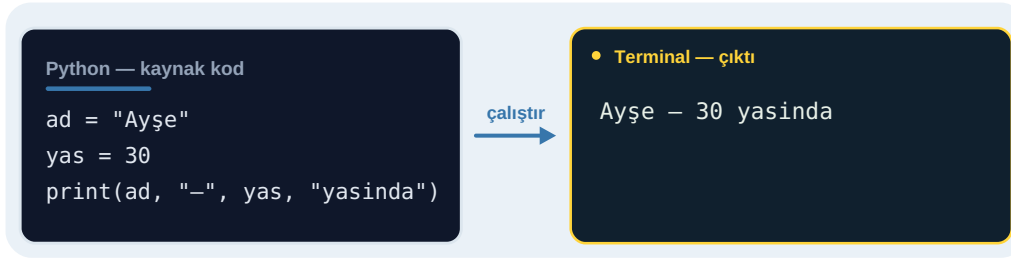 Python — kaynak kod
ad = "Ayşe"
yas = 30
print(ad, "—", yas, "yasinda")
çalıştır
Terminal — çıktı
Ayşe — 30 yasinda